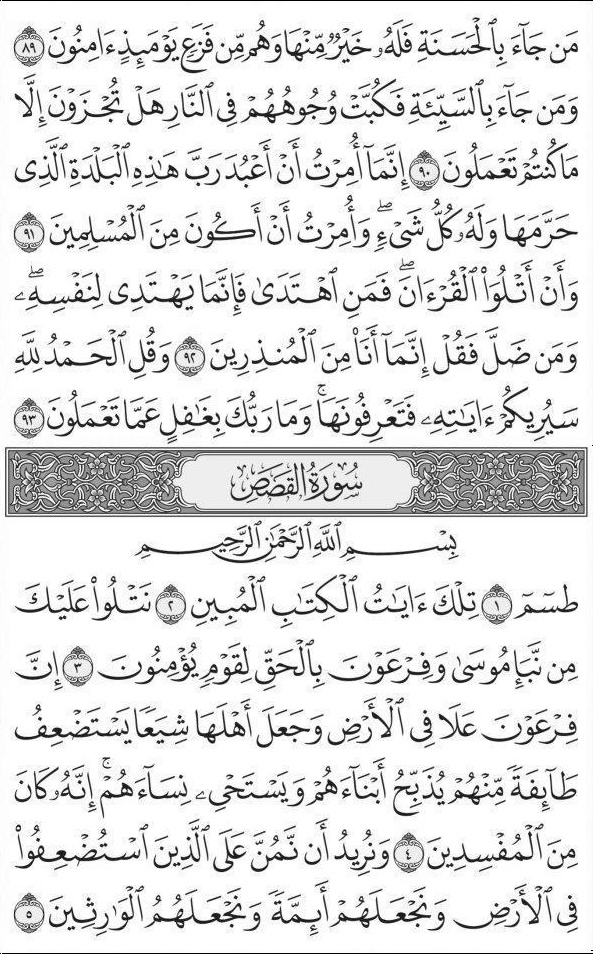 مَن جَآءَ بِٱلْحَسَنَةِ فَلَهُۥ خَيْرٌ مِّنْهَا وَهُم مِّن فَزَعٍ يَوْمَئِذٍ ءَامِنُونَ ٨٩
وَمَن جَآءَ بِٱلسَّيِّئَةِ فَكُبَّتْ وُجُوهُهُمْ فِى ٱلنَّارِ هَلْ تُجْزَوْنَ إِلَّا
مَا كُنتُمْ تَعْمَلُونَ ٩٠ إِنَّمَآ أُمِرْتُ أَنْ أَعْبُدَ رَبَّ هَٰذِهِ ٱلْبَلْدَةِ ٱلَّذِى
حَرَّمَهَا وَلَهُۥ كُلُّ شَىْءٍ ۖ وَأُمِرْتُ أَنْ أَكُونَ مِنَ ٱلْمُسْلِمِينَ ٩١
وَأَنْ أَتْلُوَا۟ ٱلْقُرْءَانَ ۖ فَمَنِ ٱهْتَدَىٰ فَإِنَّمَا يَهْتَدِى لِنَفْسِهِۦ ۖ
وَمَن ضَلَّ فَقُلْ إِنَّمَآ أَنَا۠ مِنَ ٱلْمُنذِرِينَ ٩٢ وَقُلِ ٱلْحَمْدُ لِلَّهِ
سَيُرِيكُمْ ءَايَٰتِهِۦ فَتَعْرِفُونَهَا ۚ وَمَا رَبُّكَ بِغَٰفِلٍ عَمَّا تَعْمَلُونَ ٩٣
سُورَةُ القَصَصِ
بِسْمِ ٱللَّهِ ٱلرَّحْمَٰنِ ٱلرَّحِيمِ
طسٓمٓ ١ تِلْكَ ءَايَٰتُ ٱلْكِتَٰبِ ٱلْمُبِينِ ٢ نَتْلُوا۟ عَلَيْكَ
مِن نَّبَإِ مُوسَىٰ وَفِرْعَوْنَ بِٱلْحَقِّ لِقَوْمٍ يُؤْمِنُونَ ٣ إِنَّ
فِرْعَوْنَ عَلَا فِى ٱلْأَرْضِ وَجَعَلَ أَهْلَهَا شِيَعًا يَسْتَضْعِفُ
طَآئِفَةً مِّنْهُمْ يُذَبِّحُ أَبْنَآءَهُمْ وَيَسْتَحْىِۦ نِسَآءَهُمْ ۚ إِنَّهُۥ كَانَ
مِنَ ٱلْمُفْسِدِينَ ٤ وَنُرِيدُ أَن نَّمُنَّ عَلَى ٱلَّذِينَ ٱسْتُضْعِفُوا۟
فِى ٱلْأَرْضِ وَنَجْعَلَهُمْ أَئِمَّةً وَنَجْعَلَهُمُ ٱلْوَٰرِثِينَ ٥